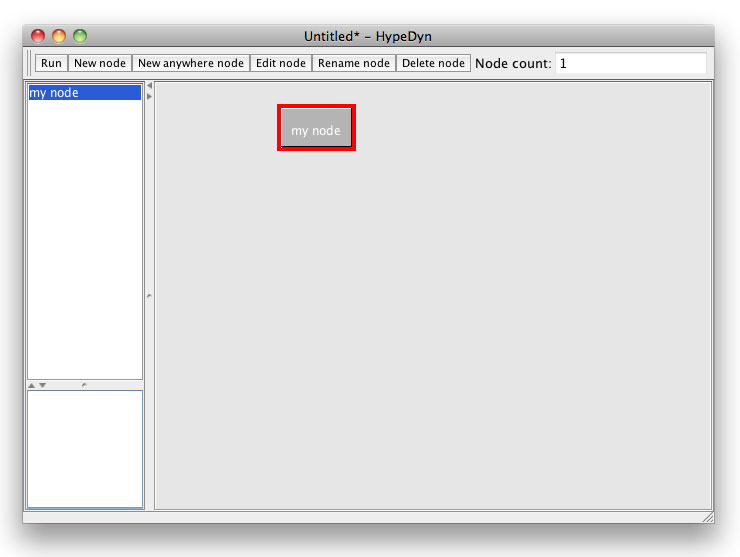 Untitled* – HypeDyn
Run New node New anywhere node Edit node Rename node Delete node Node count: 1
my node
my node